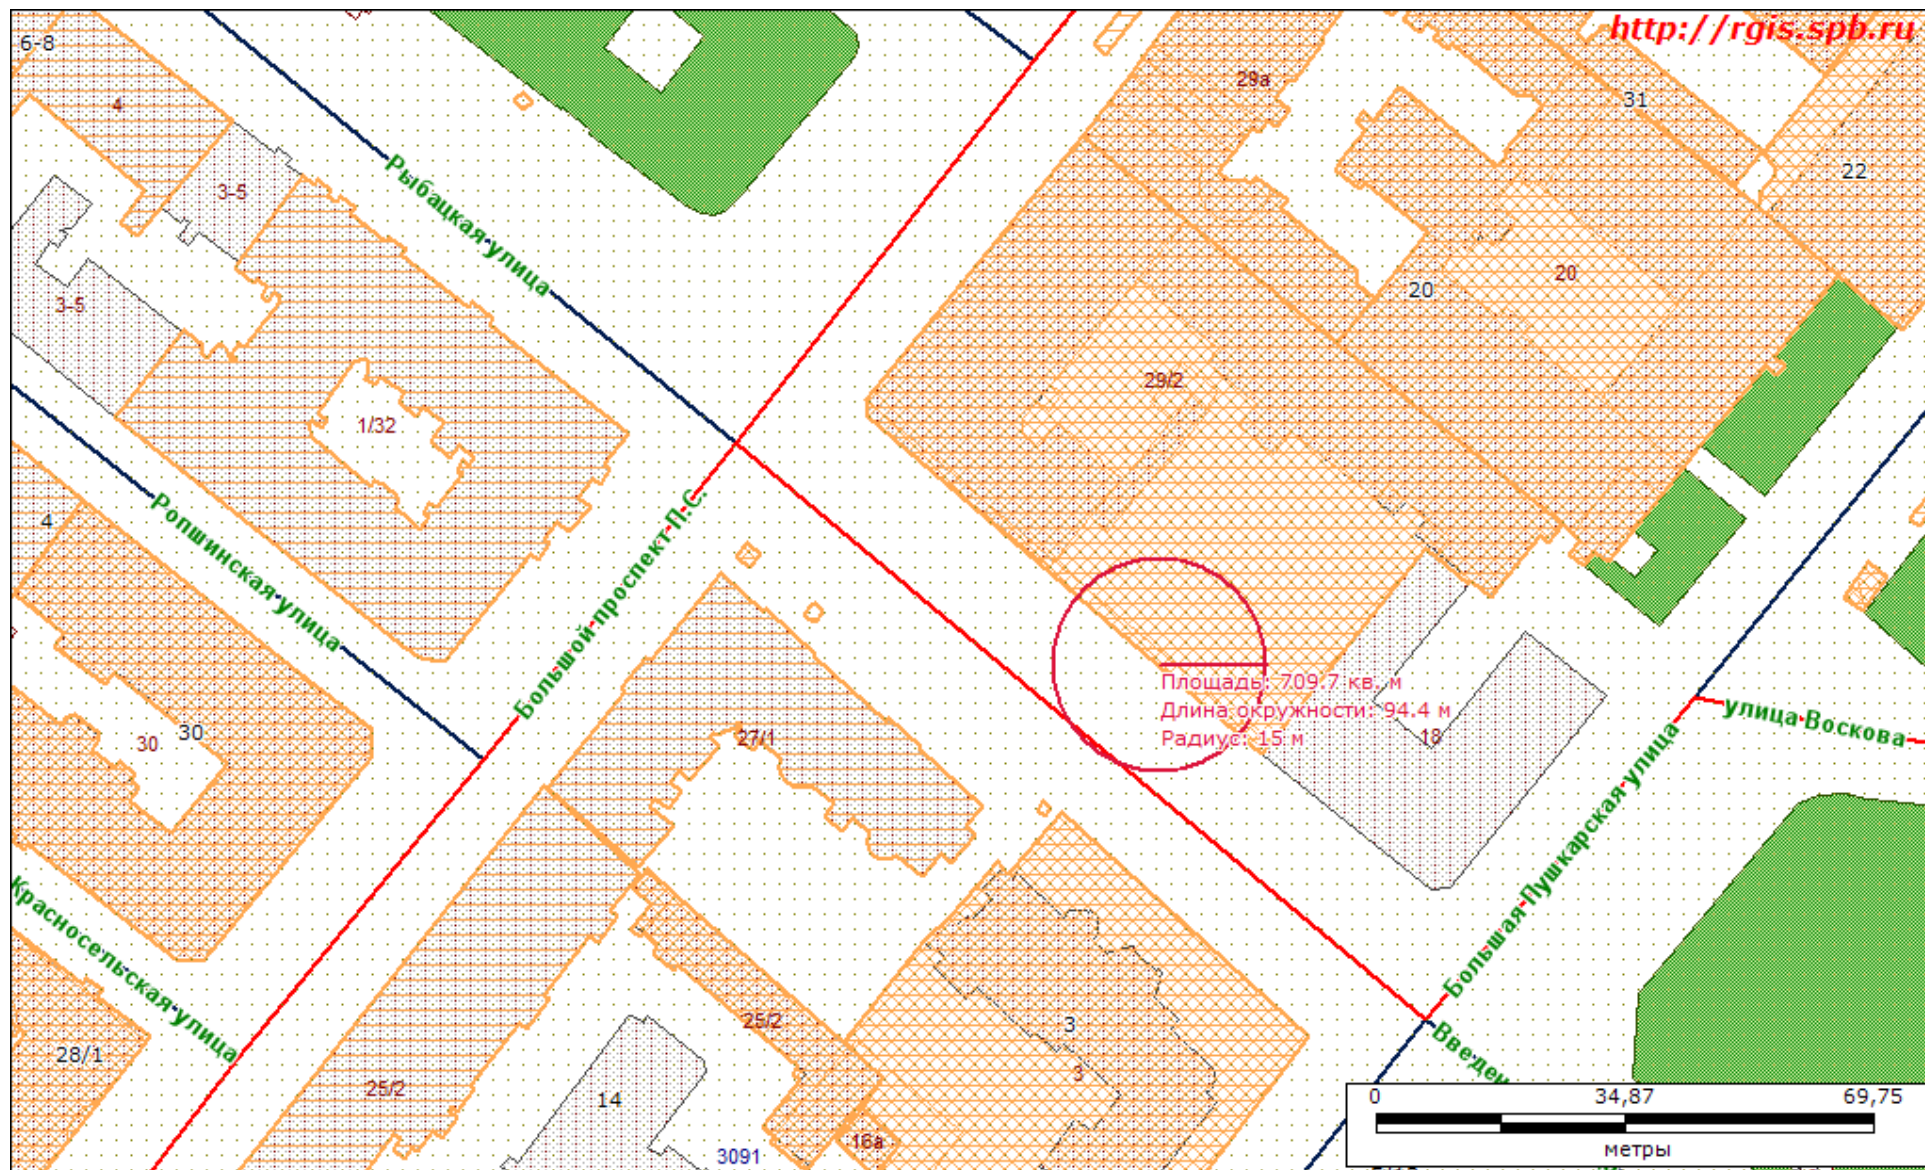 http://rgis.spb.ru
6-8
4
29а
31
22
3-5
3-5
Рыбацкая улица
20
20
29/2
1/32
4
Ропшинская улица
Большой проспект П.С.
30
30
27/1
Площадь: 709.7 кв. м
Длина окружности: 94.4 м
Радиус: 15 м
18
улица Воскова
Большая Пушкарская улица
Красносельская улица
28/1
25/2
25/2
14
3
3
16а
3091
Введен
0 34,87 69,75
метры